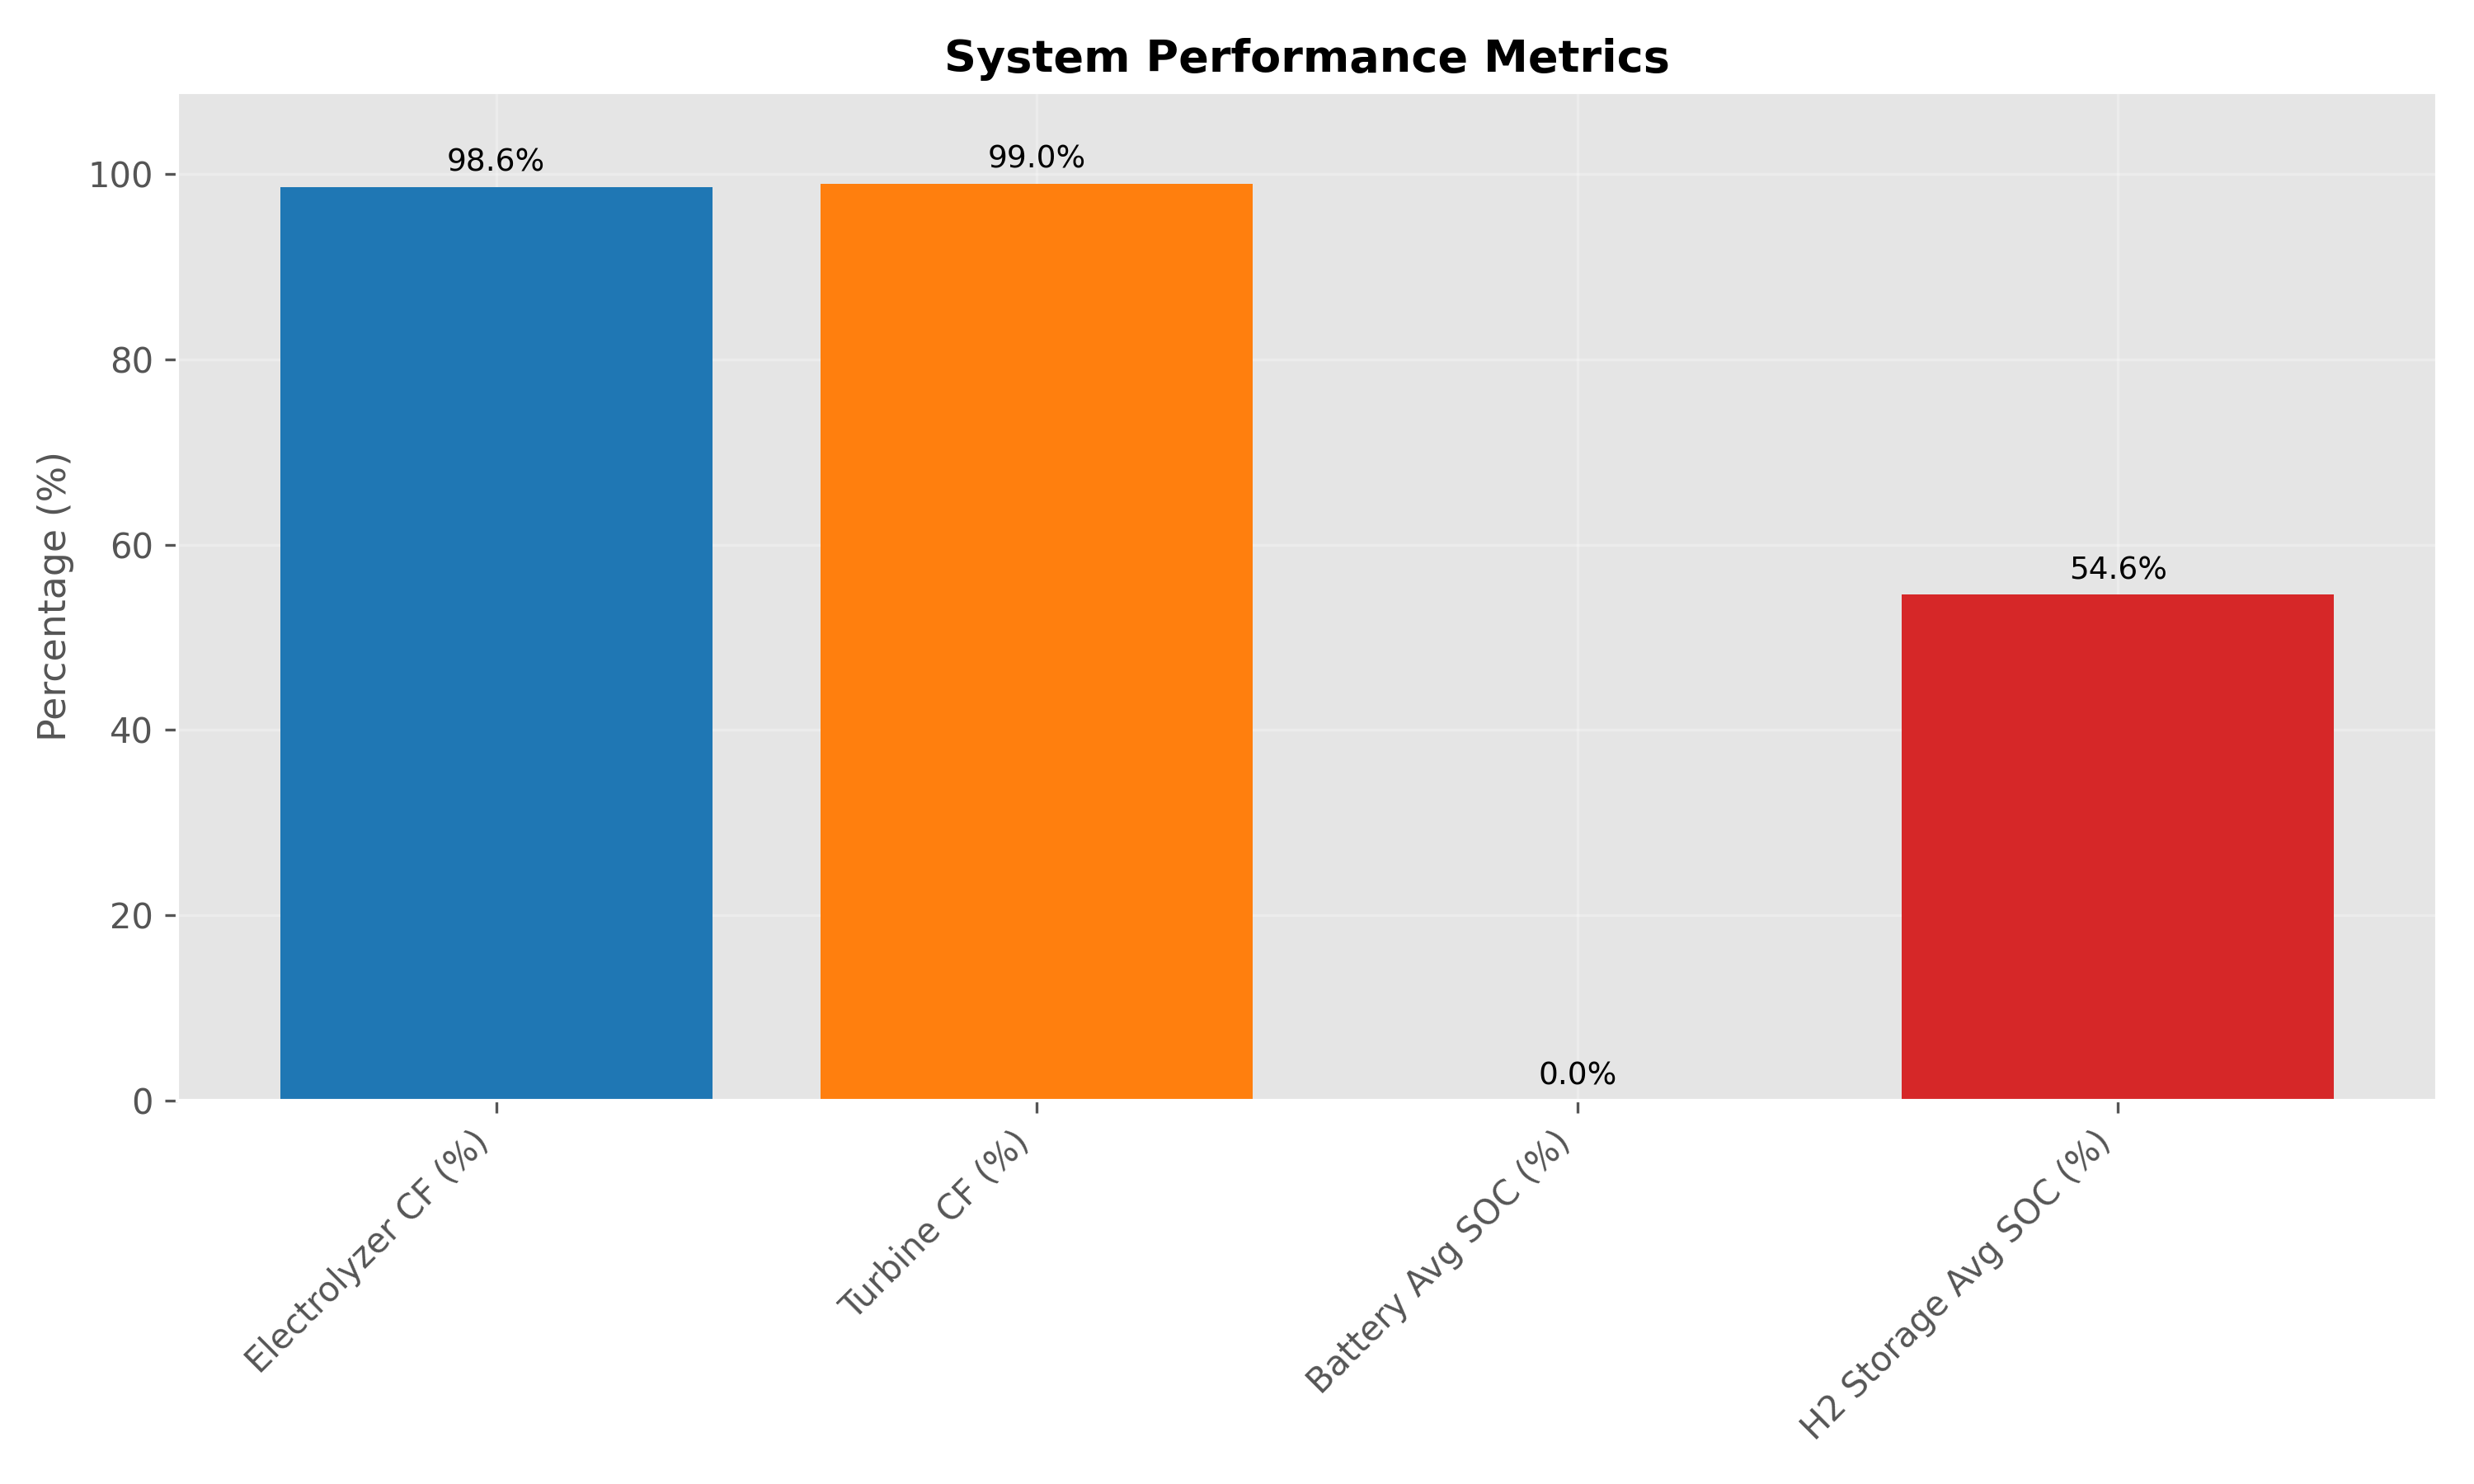 System Performance Metrics
Percentage (%)
100
80
60
40
20
0
98.6%
99.0%
0.0%
54.6%
Electrolyzer CF (%)
Turbine CF (%)
Battery Avg SOC (%)
H2 Storage Avg SOC (%)